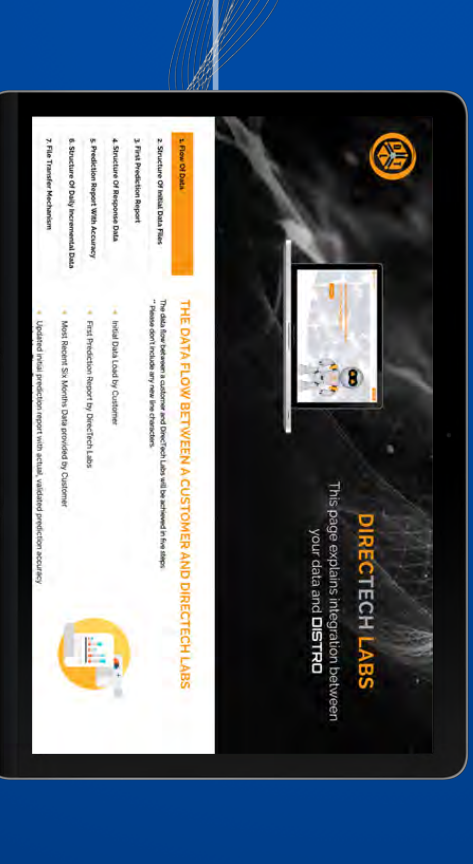 DIRECTECH LABS
This page explains integration between
your data and DISTRO
1. Flow Of Data
2. Structure Of Initial Data Files
3. First Prediction Report
4. Structure Of Response Data
5. Prediction Report With Accuracy
6. Structure Of Daily Incremental Data
7. File Transfer Mechanism
THE DATA FLOW BETWEEN A CUSTOMER AND DIRECTECH LABS
The data flow between a customer and DirecTech Labs will be achieved in five steps:
** Please don't include any new line characters.
Initial Data Load by Customer
First Prediction Report by DirecTech Labs
Most Recent Six Months Data provided by Customer
Updated initial prediction report with actual, validated prediction accuracy